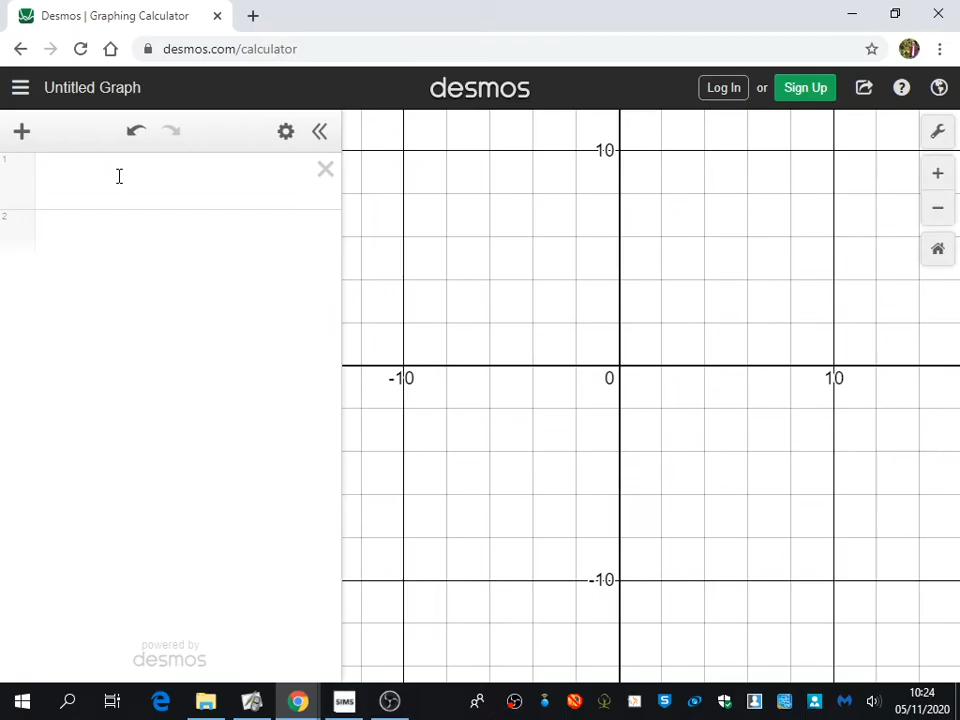 Desmos | Graphing Calculator
desmos.com/calculator
Untitled Graph
desmos
Log In or Sign Up
1
2
10
-10 0 10
-10
powered by
desmos
SIMS
10:24
05/11/2020